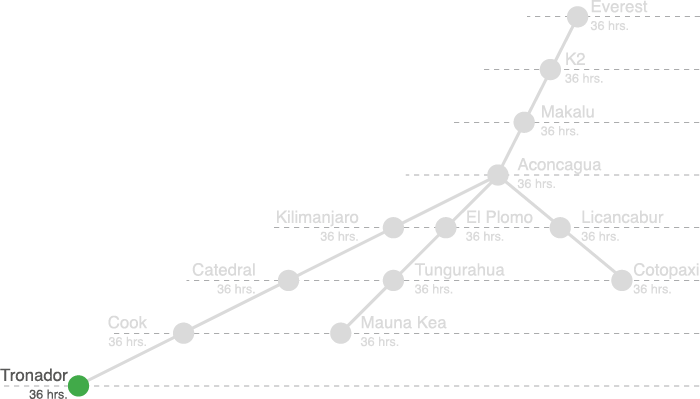 Everest
36 hrs.
K2
36 hrs.
Makalu
36 hrs.
Aconcagua
36 hrs.
Kilimanjaro
36 hrs.
El Plomo
36 hrs.
Licancabur
36 hrs.
Catedral
36 hrs.
Tungurahua
36 hrs.
Cotopaxi
36 hrs.
Cook
36 hrs.
Mauna Kea
36 hrs.
Tronador
36 hrs.